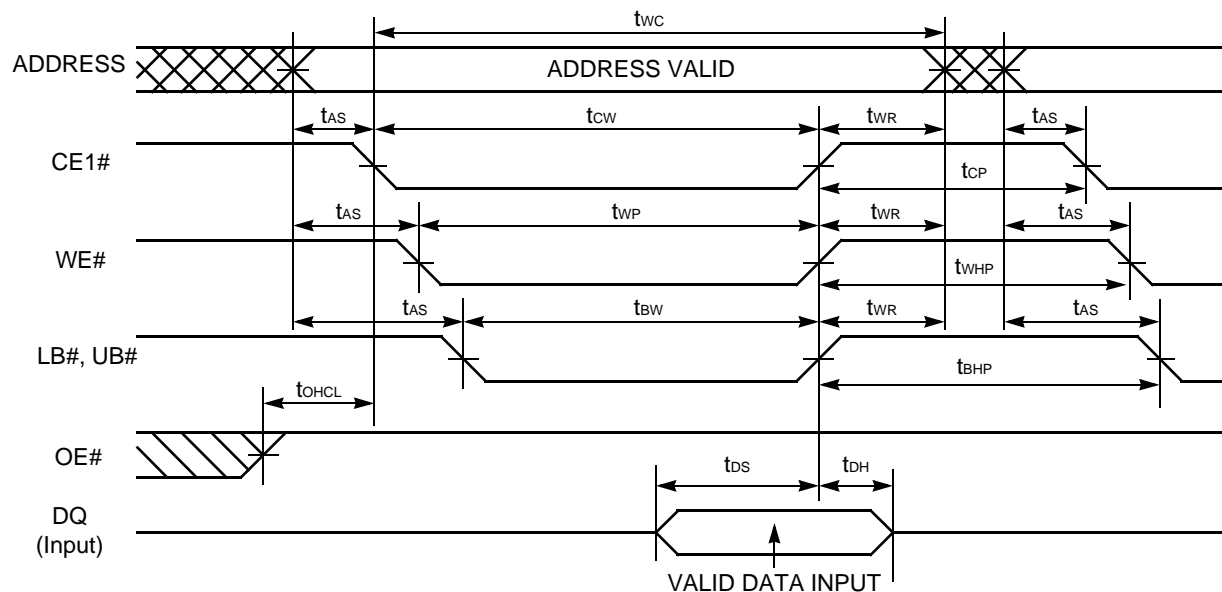 tWC
ADDRESS
ADDRESS VALID
tAS
tCW
tWR
tAS
CE1#
tCP
tAS
tWP
tWR
tAS
WE#
tWHP
tAS
tBW
tWR
tAS
LB#, UB#
tBHP
tOHCL
OE#
tDS
tDH
DQ
(Input)
VALID DATA INPUT